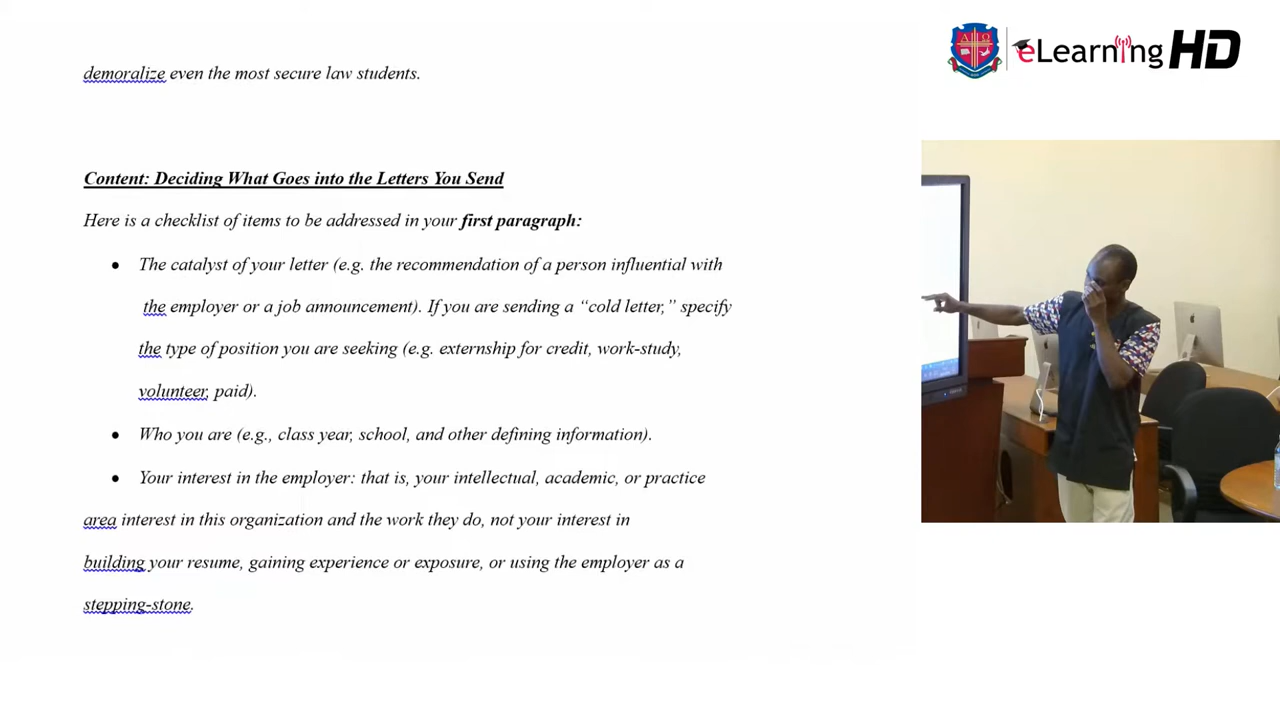 demoralize even the most secure law students.
eLearning HD
Content: Deciding What Goes into the Letters You Send
Here is a checklist of items to be addressed in your first paragraph:
• The catalyst of your letter (e.g. the recommendation of a person influential with
the employer or a job announcement). If you are sending a “cold letter,” specify
the type of position you are seeking (e.g. externship for credit, work-study,
volunteer, paid).
• Who you are (e.g., class year, school, and other defining information).
• Your interest in the employer: that is, your intellectual, academic, or practice
area interest in this organization and the work they do, not your interest in
building your resume, gaining experience or exposure, or using the employer as a
stepping-stone.